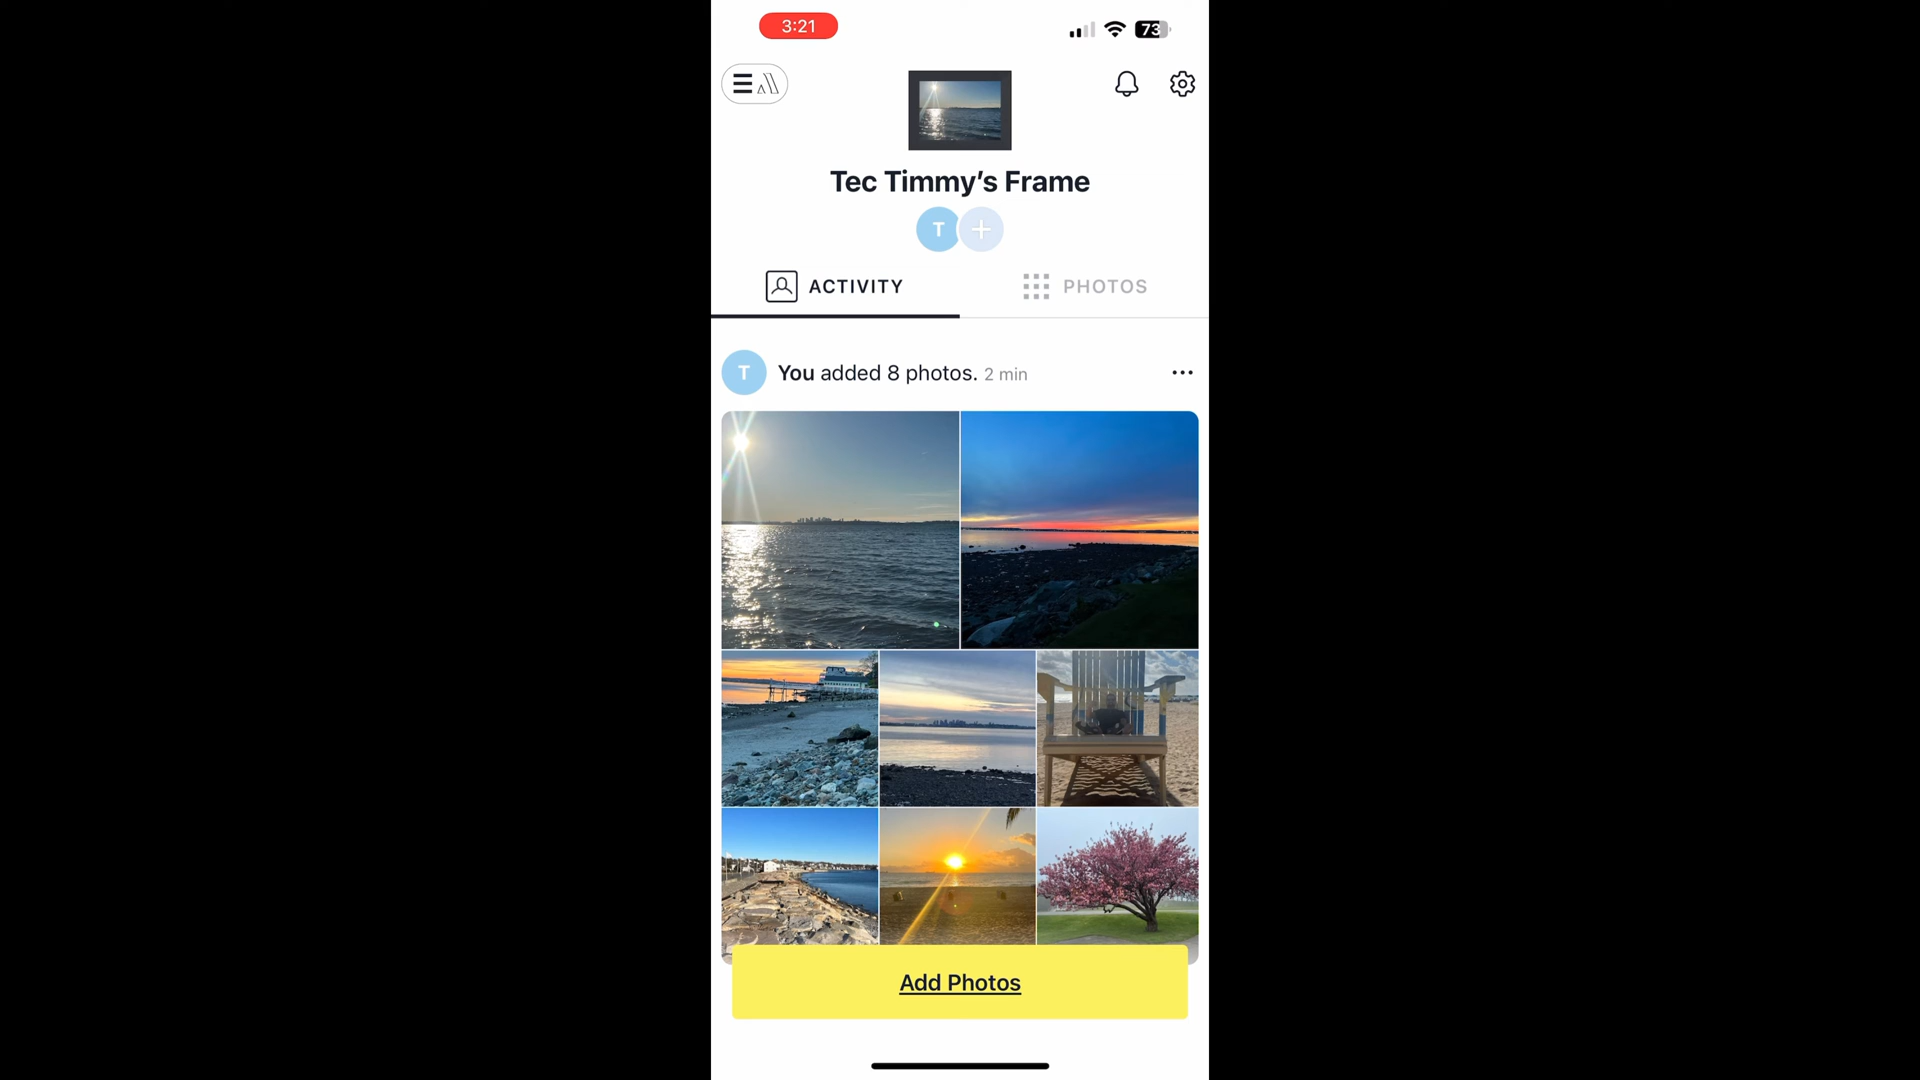 3:21
73
Tec Timmy's Frame
T
ACTIVITY
PHOTOS
T
You added 8 photos. 2 min
Add Photos